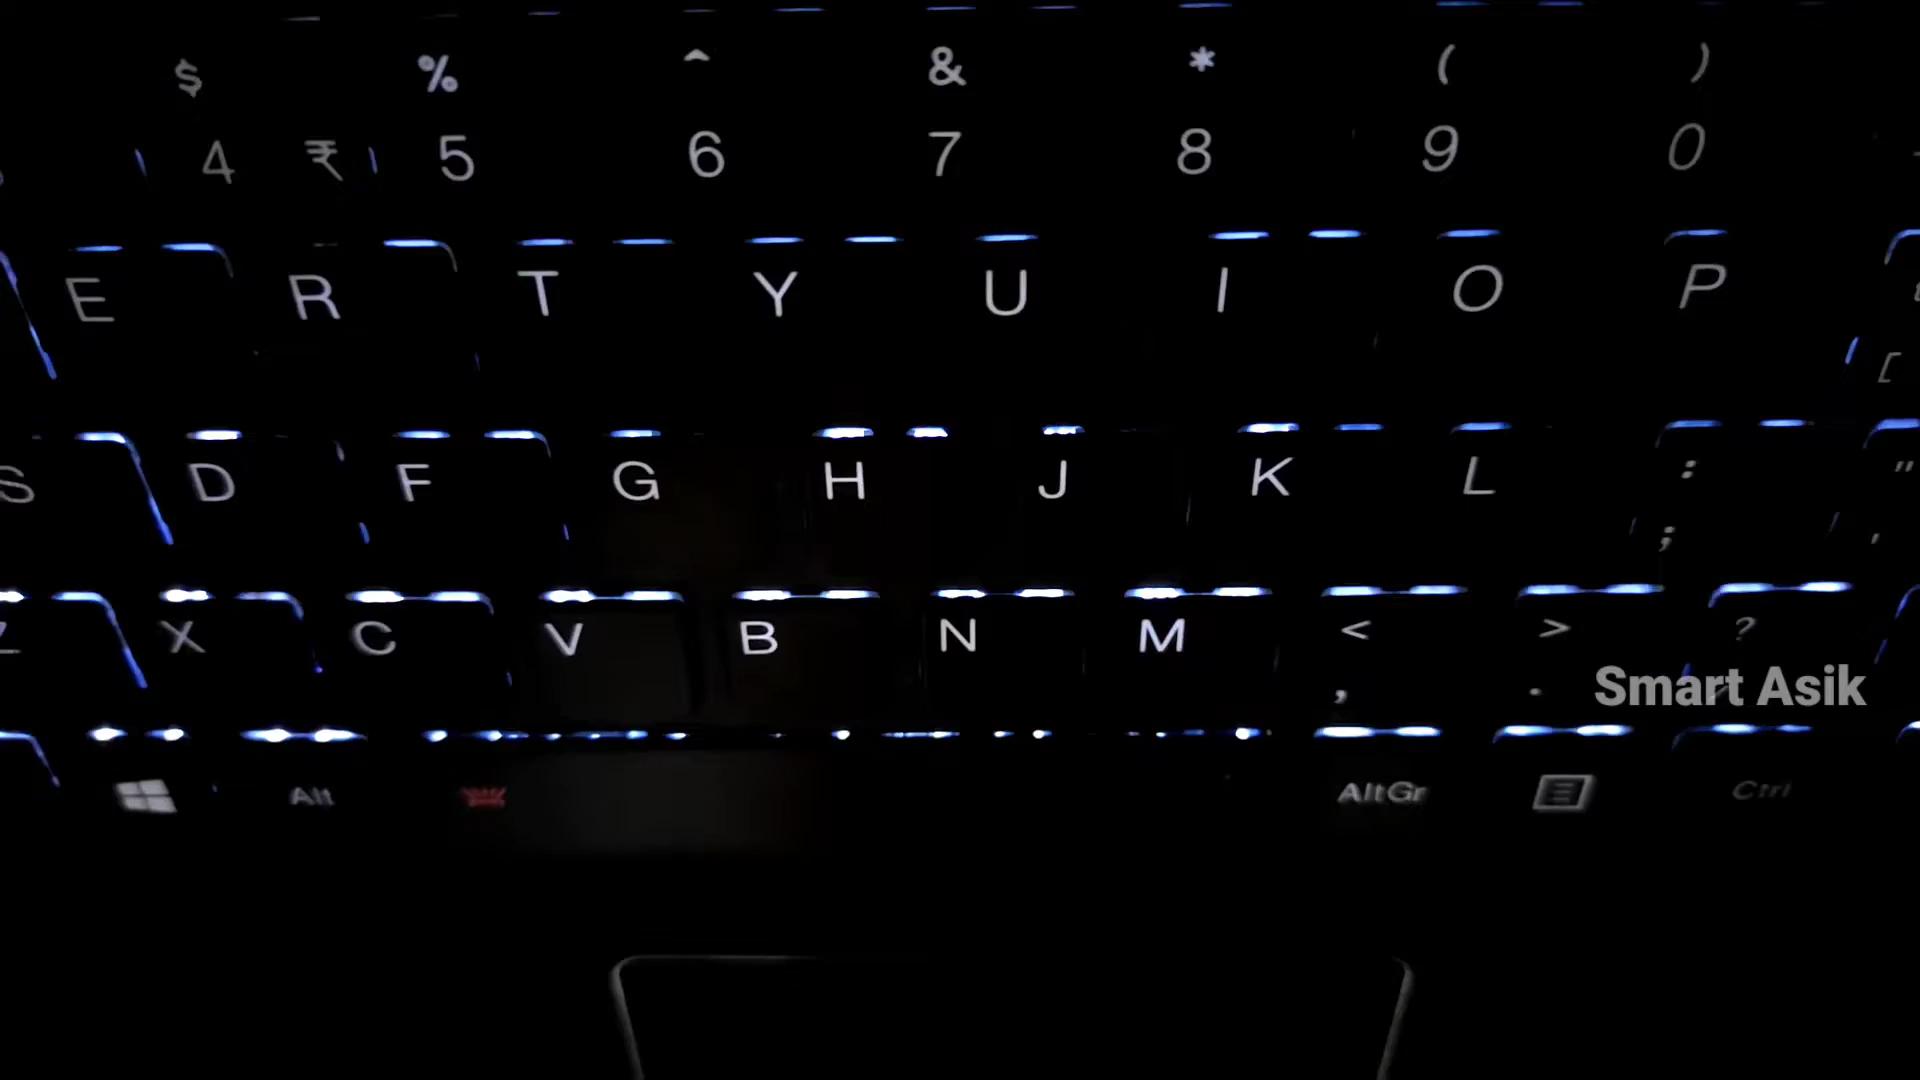 $ % ^ & * ( )
4 ₹ 5 6 7 8 9 0
E R T Y U I O P
[
S D F G H J K L : "
; '
Z X C V B N M < > ?
, . /
Smart Asik
Alt AltGr Ctrl